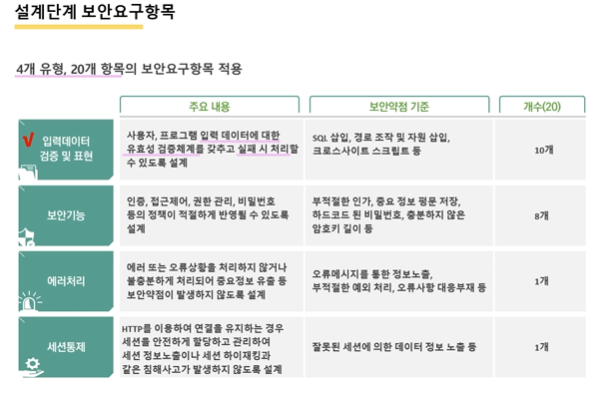 설계단계 보안요구항목
4개 유형, 20개 항목의 보안요구항목 적용
주요 내용
보안약점 기준
개수(20)
입력데이터
검증 및 표현
사용자, 프로그램 입력 데이터에 대한
유효성 검증체계를 갖추고 실패 시 처리할
수 있도록 설계
SQL 삽입, 경로 조작 및 자원 삽입,
크로스사이트 스크립트 등
10개
보안기능
인증, 접근제어, 권한 관리, 비밀번호
등의 정책이 적절하게 반영될 수 있도록
설계
부적절한 인가, 중요 정보 평문 저장,
하드코드 된 비밀번호, 충분하지 않은
암호키 길이 등
8개
에러처리
에러 또는 오류상황을 처리하지 않거나
불충분하게 처리되어 중요정보 유출 등
보안약점이 발생하지 않도록 설계
오류메시지를 통한 정보노출,
부적절한 예외 처리, 오류사항 대응부재 등
1개
세션통제
HTTP를 이용하여 연결을 유지하는 경우
세션을 안전하게 할당하고 관리하여
세션 정보노출이나 세션 하이재킹과
같은 침해사고가 발생하지 않도록 설계
잘못된 세션에 의한 데이터 정보 노출 등
1개